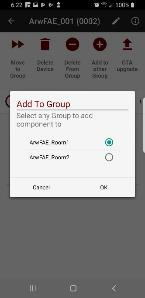 6:22
100%
ArwFAE_001 (0002)
Move to Group
Delete Device
Delete From Group
Add to other Group
OTA upgrade
Add To Group
Select any Group to add
component to
ArwFAE_Room1
ArwFAE_Room2
Cancel
OK